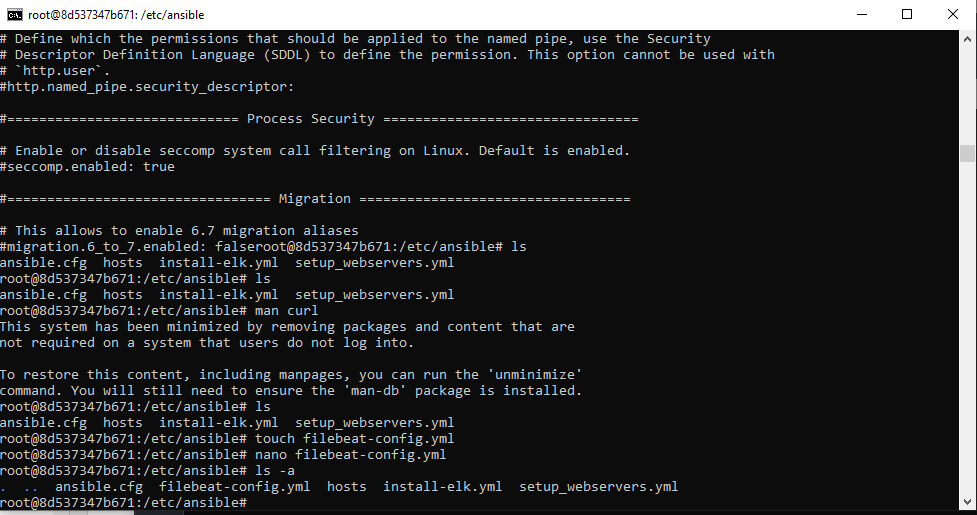 root@8d537347b671: /etc/ansible
# Define which the permissions that should be applied to the named pipe, use the Security
# Descriptor Definition Language (SDDL) to define the permission. This option cannot be used with
# `http.user`.
#http.named_pipe.security_descriptor:
#============================= Process Security ================================
# Enable or disable seccomp system call filtering on Linux. Default is enabled.
#seccomp.enabled: true
#================================= Migration ==================================
# This allows to enable 6.7 migration aliases
#migration.6_to_7.enabled: falseroot@8d537347b671:/etc/ansible# ls
ansible.cfg  hosts  install-elk.yml  setup_webservers.yml
root@8d537347b671:/etc/ansible# ls
ansible.cfg  hosts  install-elk.yml  setup_webservers.yml
root@8d537347b671:/etc/ansible# man curl
This system has been minimized by removing packages and content that are
not required on a system that users do not log into.
To restore this content, including manpages, you can run the 'unminimize'
command. You will still need to ensure the 'man-db' package is installed.
root@8d537347b671:/etc/ansible# ls
ansible.cfg  hosts  install-elk.yml  setup_webservers.yml
root@8d537347b671:/etc/ansible# touch filebeat-config.yml
root@8d537347b671:/etc/ansible# nano filebeat-config.yml
root@8d537347b671:/etc/ansible# ls -a
.  ..  ansible.cfg  filebeat-config.yml  hosts  install-elk.yml  setup_webservers.yml
root@8d537347b671:/etc/ansible#